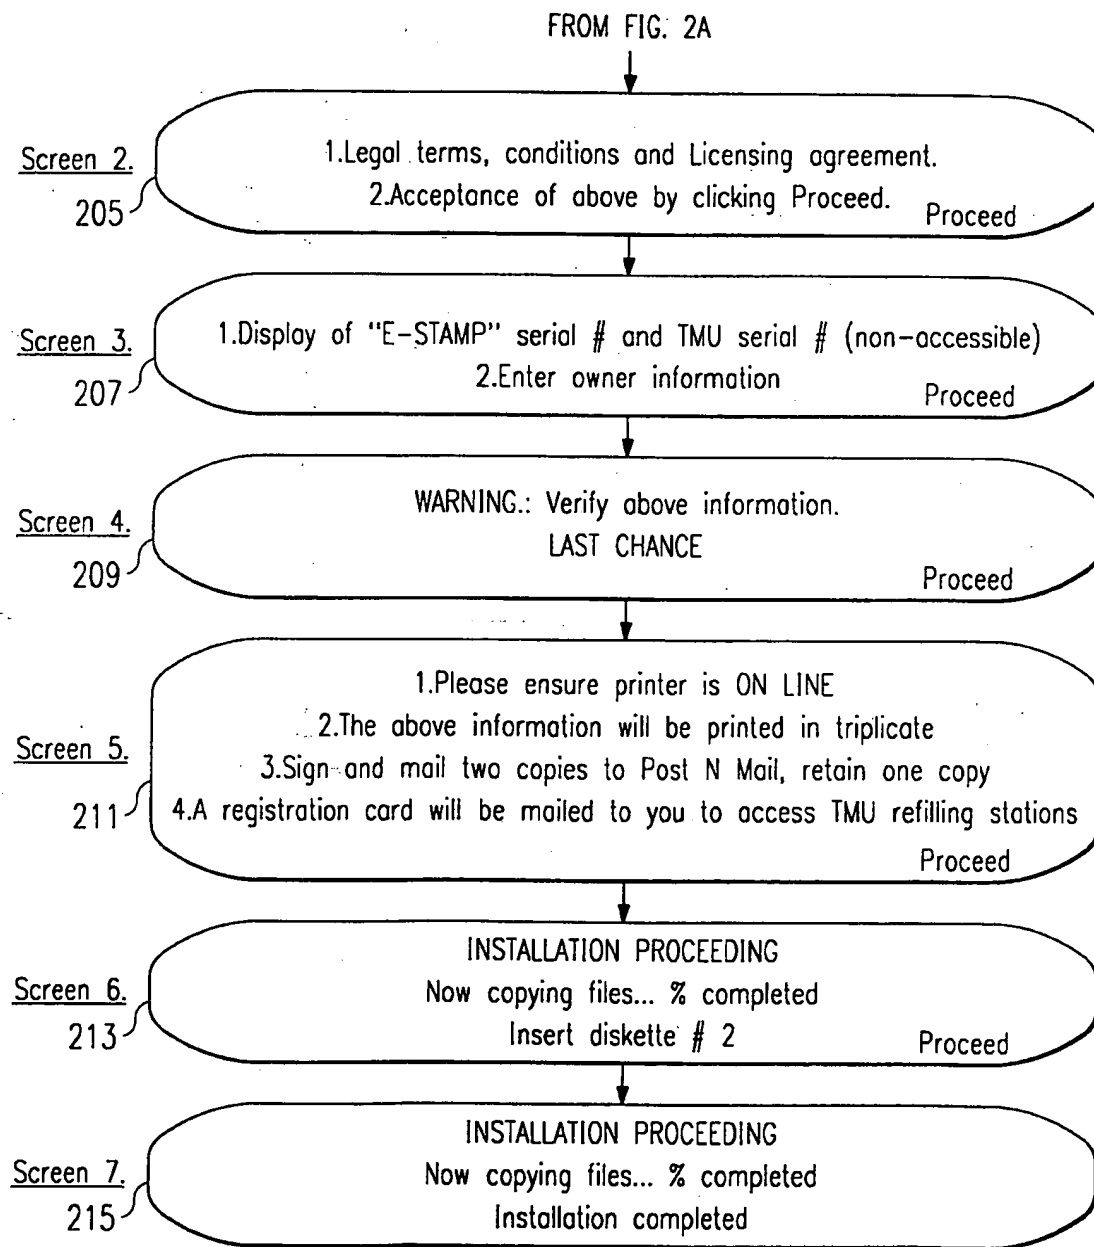 FROM FIG. 2A
Screen 2.
205
1.Legal terms, conditions and Licensing agreement.
2.Acceptance of above by clicking Proceed.
Proceed
Screen 3.
207
1.Display of "E-STAMP" serial # and TMU serial # (non-accessible)
2.Enter owner information
Proceed
Screen 4.
209
WARNING.: Verify above information.
LAST CHANCE
Proceed
Screen 5.
211
1.Please ensure printer is ON LINE
2.The above information will be printed in triplicate
3.Sign and mail two copies to Post N Mail, retain one copy
4.A registration card will be mailed to you to access TMU refilling stations
Proceed
Screen 6.
213
INSTALLATION PROCEEDING
Now copying files... % completed
Insert diskette # 2
Proceed
Screen 7.
215
INSTALLATION PROCEEDING
Now copying files... % completed
Installation completed